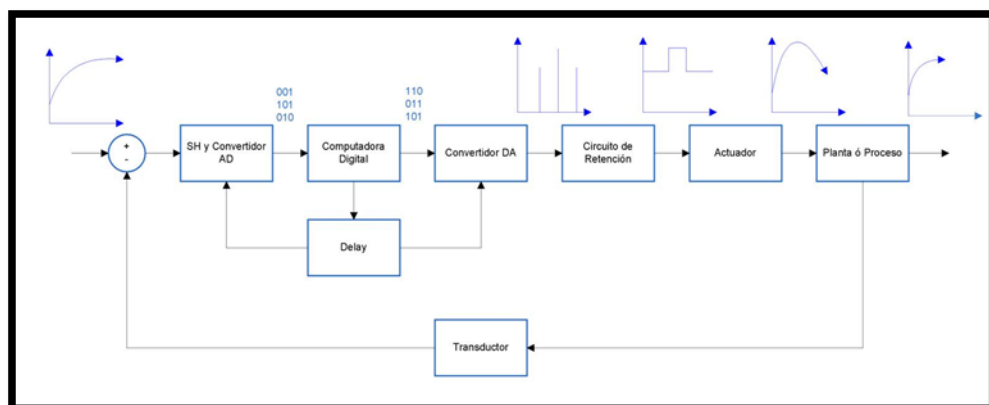 001
101
010
110
011
101
+
-
SH y Convertidor
AD
Computadora
Digital
Convertidor DA
Circuito de
Retención
Actuador
Planta ó Proceso
Delay
Transductor